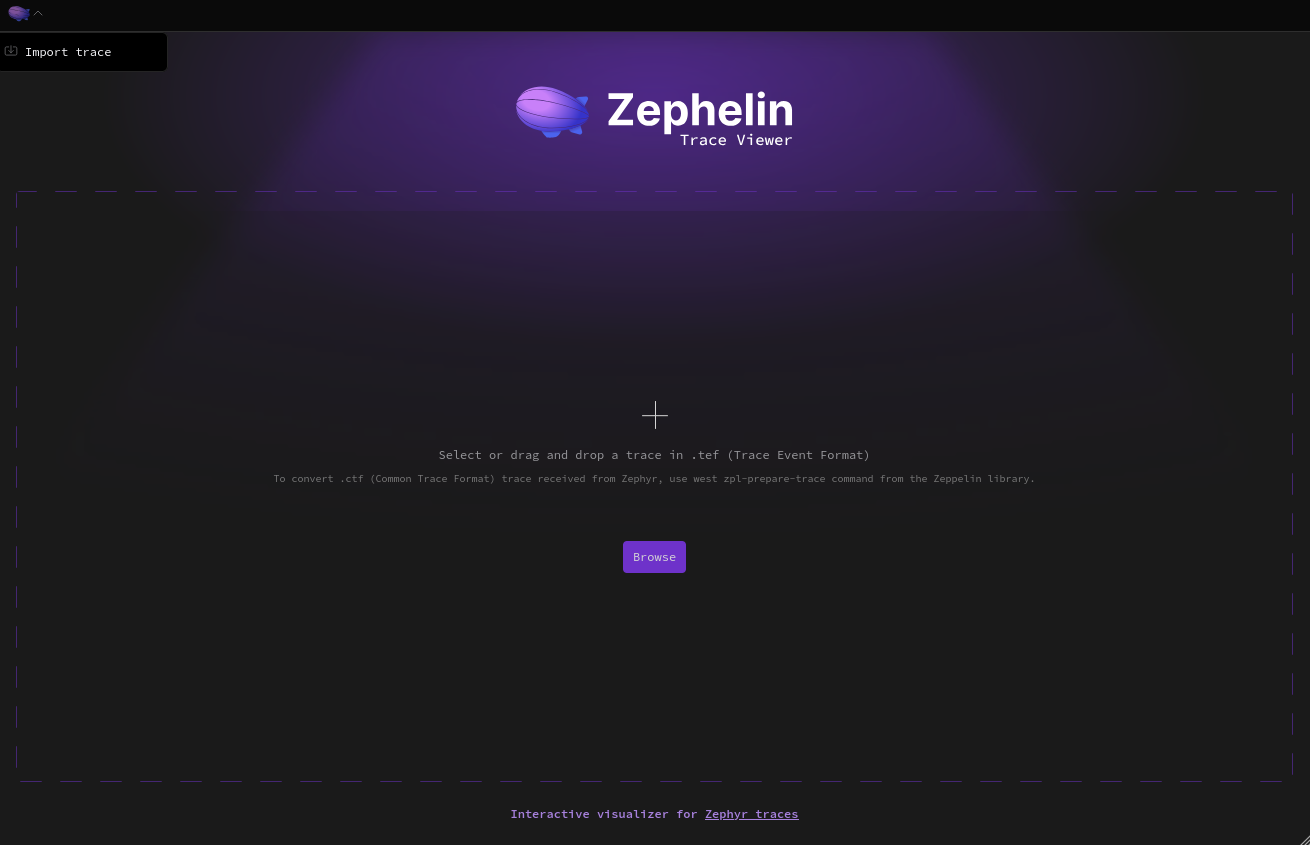 Import trace
Zephelin
Trace Viewer
Select or drag and drop a trace in .tef (Trace Event Format)
To convert .ctf (Common Trace Format) trace received from Zephyr, use west zpl-prepare-trace command from the Zeppelin library.
Browse
Interactive visualizer for Zephyr traces